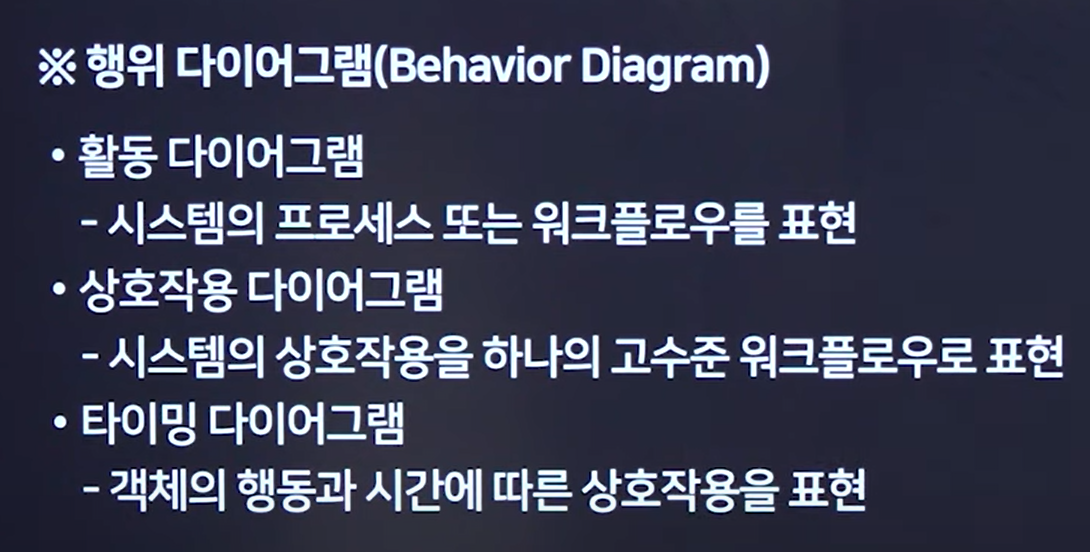 ※ 행위 다이어그램(Behavior Diagram)
• 활동 다이어그램
- 시스템의 프로세스 또는 워크플로우를 표현
• 상호작용 다이어그램
- 시스템의 상호작용을 하나의 고수준 워크플로우로 표현
• 타이밍 다이어그램
- 객체의 행동과 시간에 따른 상호작용을 표현